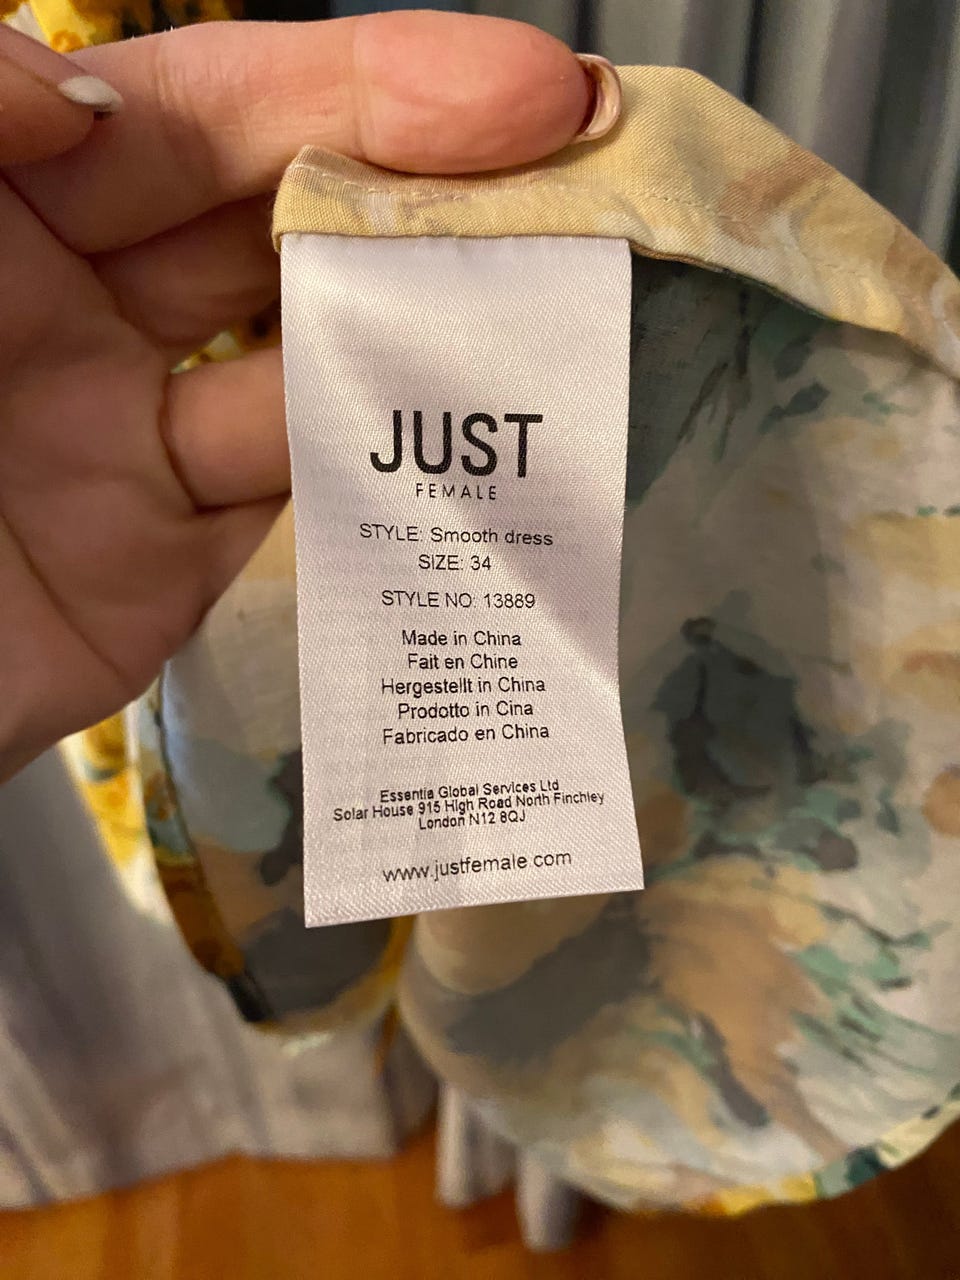 JUST
FEMALE
STYLE: Smooth dress
SIZE: 34
STYLE NO: 13889
Made in China
Fait en Chine
Hergestellt in China
Prodotto in Cina
Fabricado en China
Essentia Global Services Ltd
Solar House 915 High Road North Finchley
London N12 8QJ
www.justfemale.com